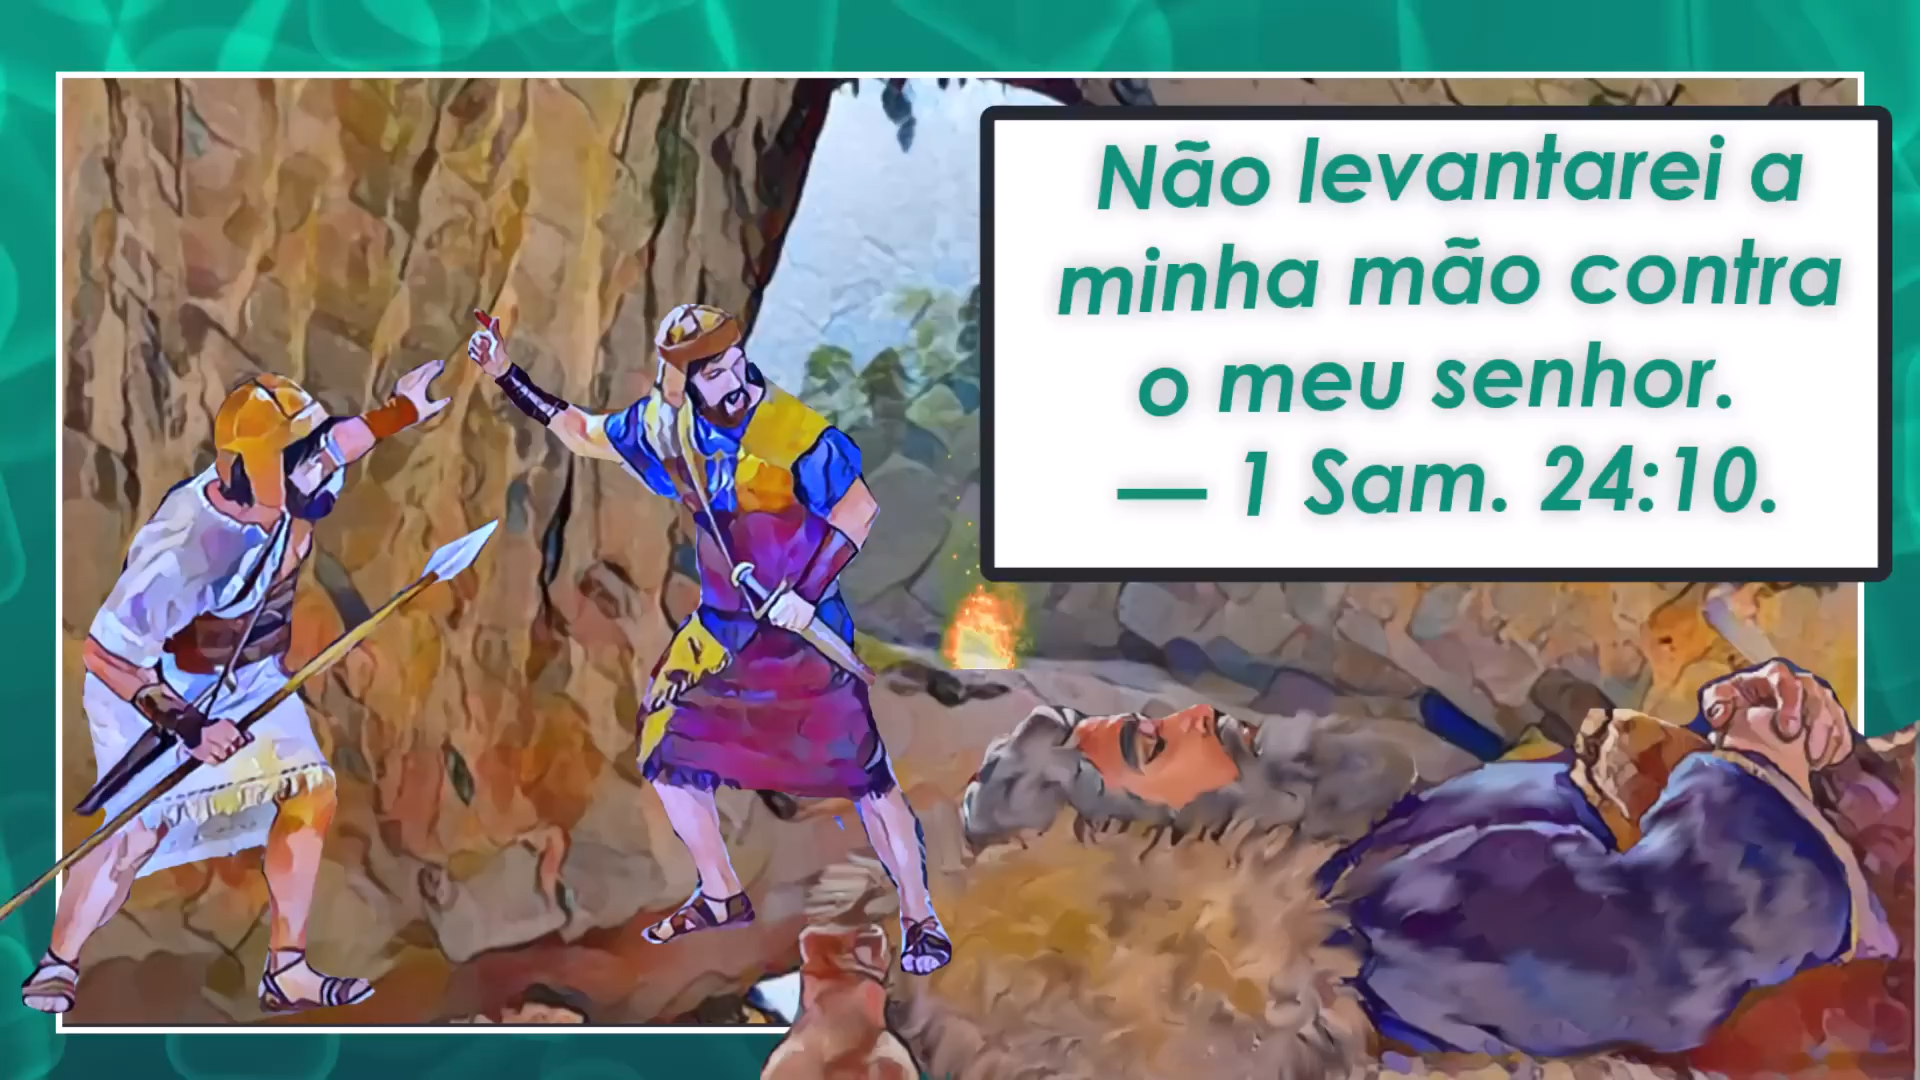 Não levantarei a
minha mão contra
o meu senhor.
— 1 Sam. 24:10.